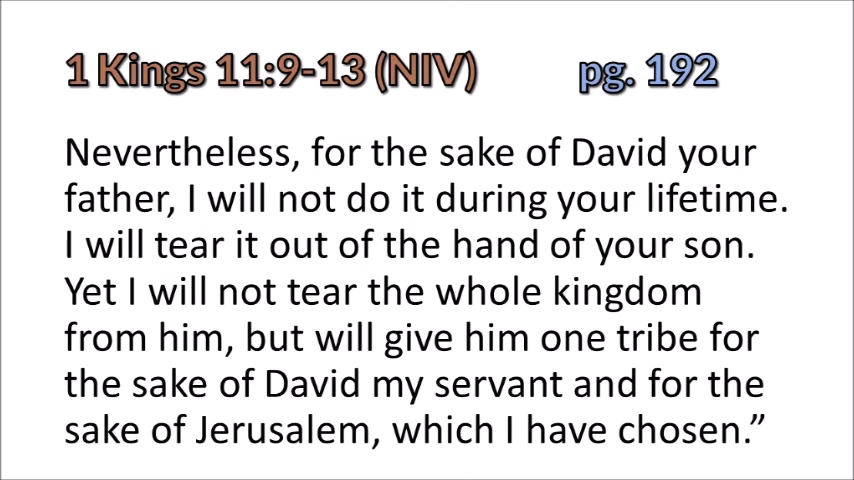 1 Kings 11:9-13 (NIV) pg. 192
Nevertheless, for the sake of David your
father, I will not do it during your lifetime.
I will tear it out of the hand of your son.
Yet I will not tear the whole kingdom
from him, but will give him one tribe for
the sake of David my servant and for the
sake of Jerusalem, which I have chosen.”